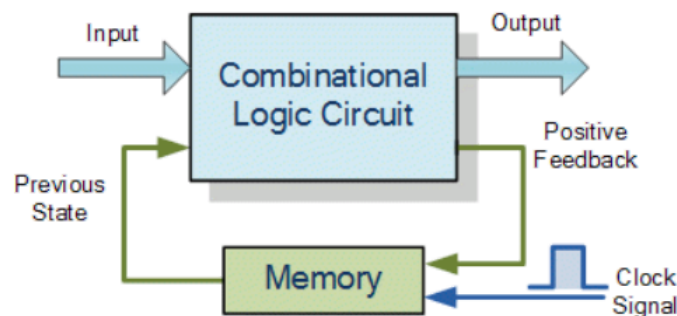 Input
Output
Combinational
Logic Circuit
Positive
Feedback
Previous
State
Memory
Clock
Signal